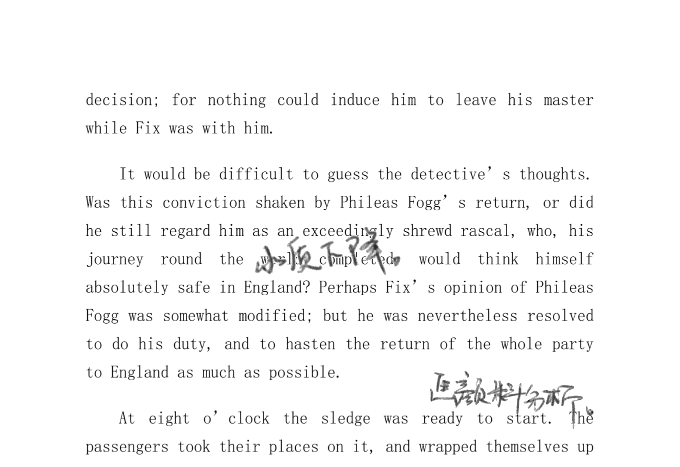 decision; for nothing could induce him to leave his master
while Fix was with him.
It would be difficult to guess the detective’s thoughts.
Was this conviction shaken by Phileas Fogg’s return, or did
he still regard him as an exceedingly shrewd rascal, who, his
journey round the world completed, would think himself
下降。
absolutely safe in England? Perhaps Fix’s opinion of Phileas
Fogg was somewhat modified; but he was nevertheless resolved
to do his duty, and to hasten the return of the whole party
to England as much as possible.
At eight o’clock the sledge was ready to start. The
passengers took their places on it, and wrapped themselves up